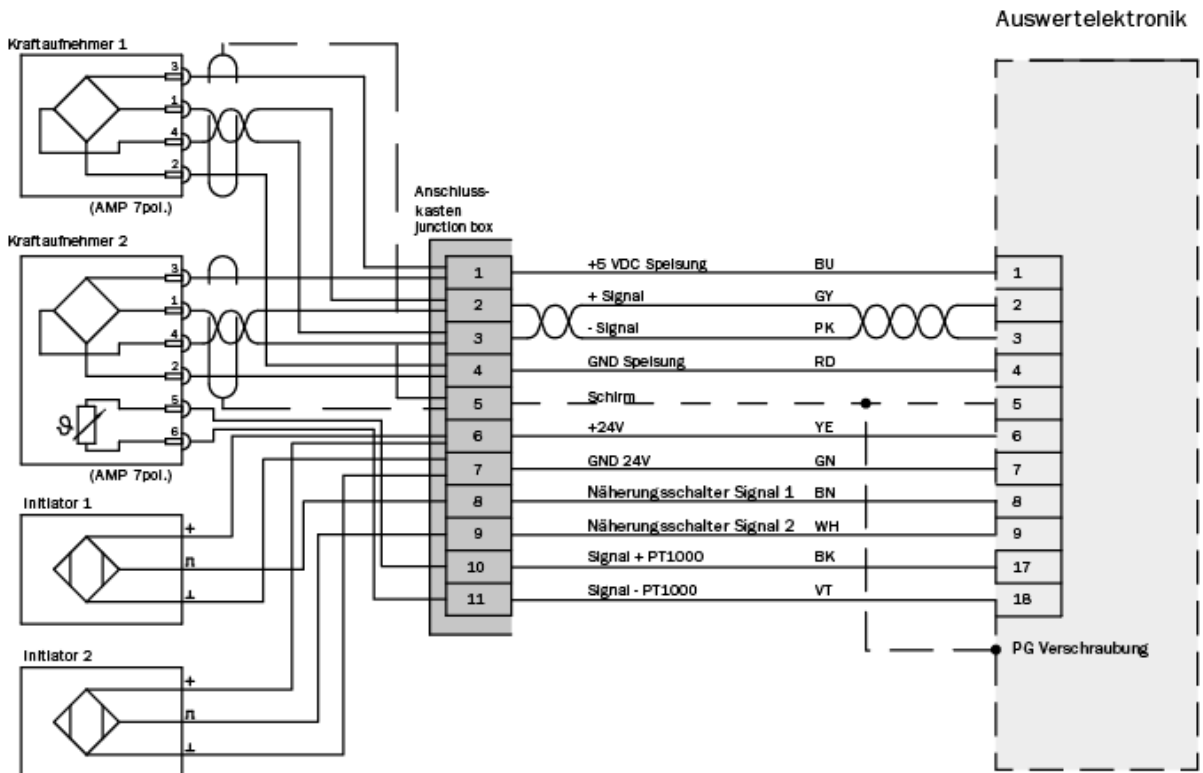 Auswertelektronik
Kraftaufnehmer 1
3
1
4
2
(AMP 7pol.)
Kraftaufnehmer 2
3
1
4
2
5
6
ϑ
(AMP 7pol.)
Initiator 1
+
⊓
⊥
Initiator 2
+
⊓
⊥
Anschluss-
kasten
junction box
1
2
3
4
5
6
7
8
9
10
11
+5 VDC Speisung BU
+ Signal GY
- Signal PK
GND Speisung RD
Schirm
+24V YE
GND 24V GN
Näherungsschalter Signal 1 BN
Näherungsschalter Signal 2 WH
Signal + PT1000 BK
Signal - PT1000 VT
1
2
3
4
5
6
7
8
9
17
18
PG Verschraubung